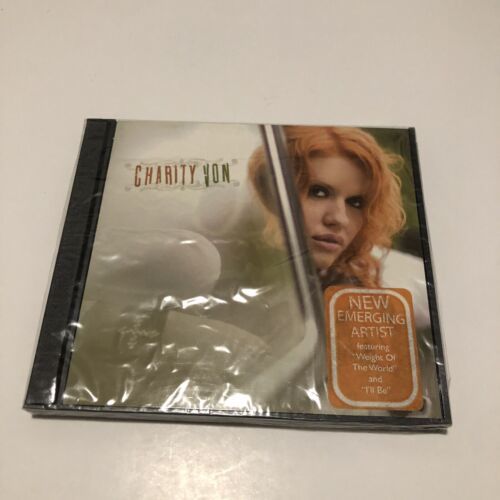 CHARITY VON
NEW
EMERGING
ARTIST
featuring
"Weight Of
The World"
and
"I'll Be"